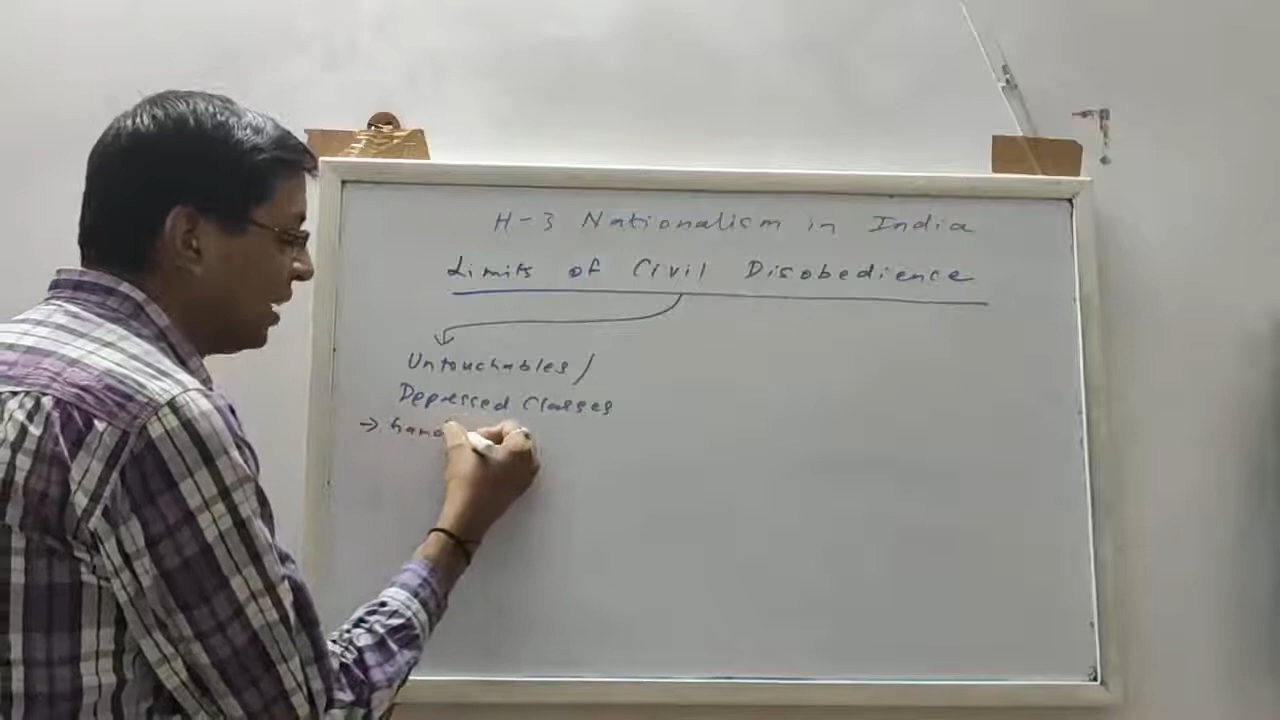 H-3 Nationalism in India
Limits of Civil Disobedience
Untouchables/
Depressed Classes
→